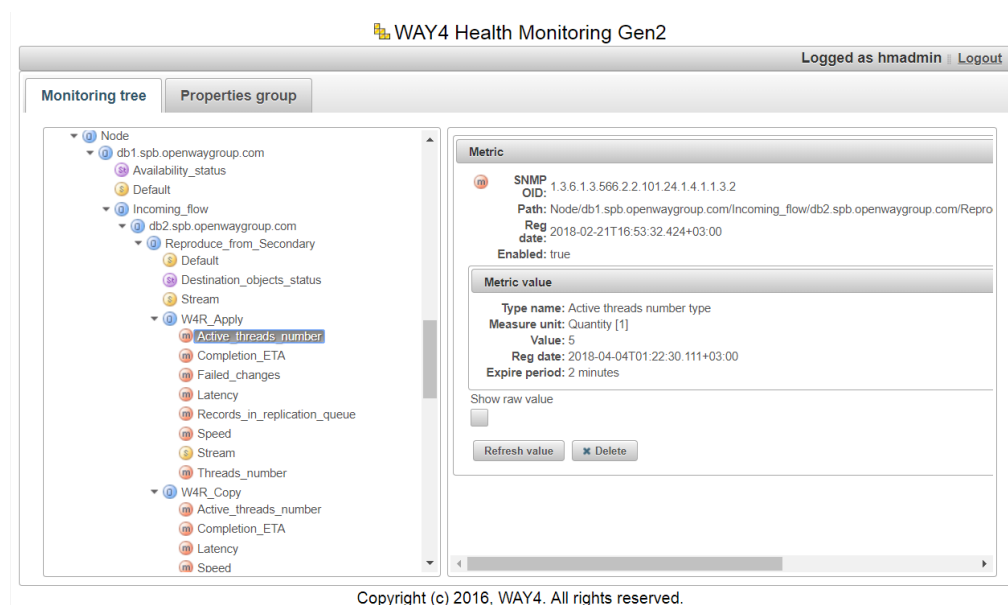 WAY4 Health Monitoring Gen2
Logged as hmadmin Logout
Monitoring tree Properties group
Node
db1.spb.openwaygroup.com
Availability_status
Default
Incoming_flow
db2.spb.openwaygroup.com
Reproduce_from_Secondary
Default
Destination_objects_status
Stream
W4R_Apply
Active_threads_number
Completion_ETA
Failed_changes
Latency
Records_in_replication_queue
Speed
Stream
Threads_number
W4R_Copy
Active_threads_number
Completion_ETA
Latency
Speed
Metric
SNMP OID: 1.3.6.1.3.566.2.2.101.24.1.4.1.1.3.2
Path: Node/db1.spb.openwaygroup.com/Incoming_flow/db2.spb.openwaygroup.com/Repro
Reg date: 2018-02-21T16:53:32.424+03:00
Enabled: true
Metric value
Type name: Active threads number type
Measure unit: Quantity [1]
Value: 5
Reg date: 2018-04-04T01:22:30.111+03:00
Expire period: 2 minutes
Show raw value
Refresh value Delete
Copyright (c) 2016, WAY4. All rights reserved.